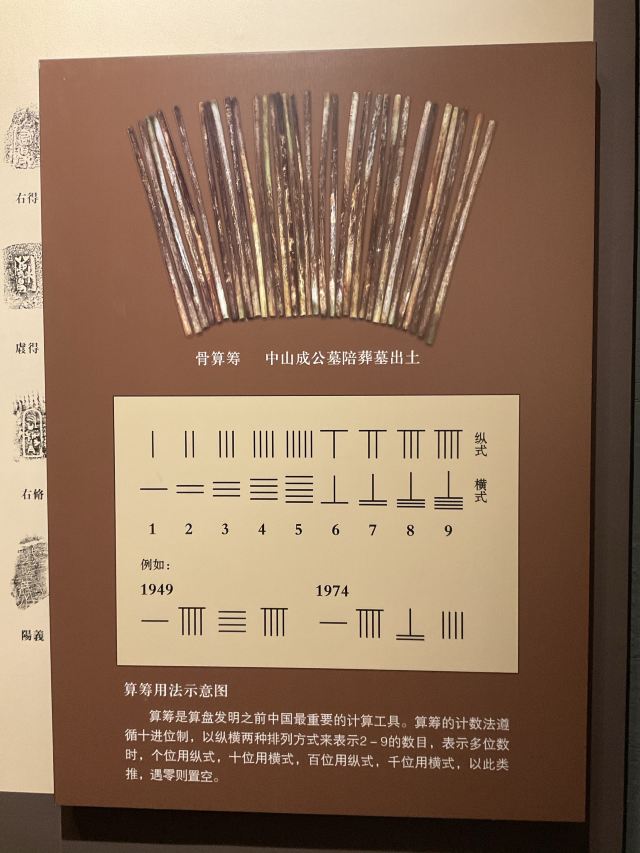 右得
㾖得
右脩
陽義
骨算筹 中山成公墓陪葬墓出土
纵式
横式
1 2 3 4 5 6 7 8 9
例如：
1949 1974
算筹用法示意图
算筹是算盘发明之前中国最重要的计算工具。算筹的计数法遵
循十进位制，以纵横两种排列方式来表示2－9的数目，表示多位数
时，个位用纵式，十位用横式，百位用纵式，千位用横式，以此类
推，遇零则置空。